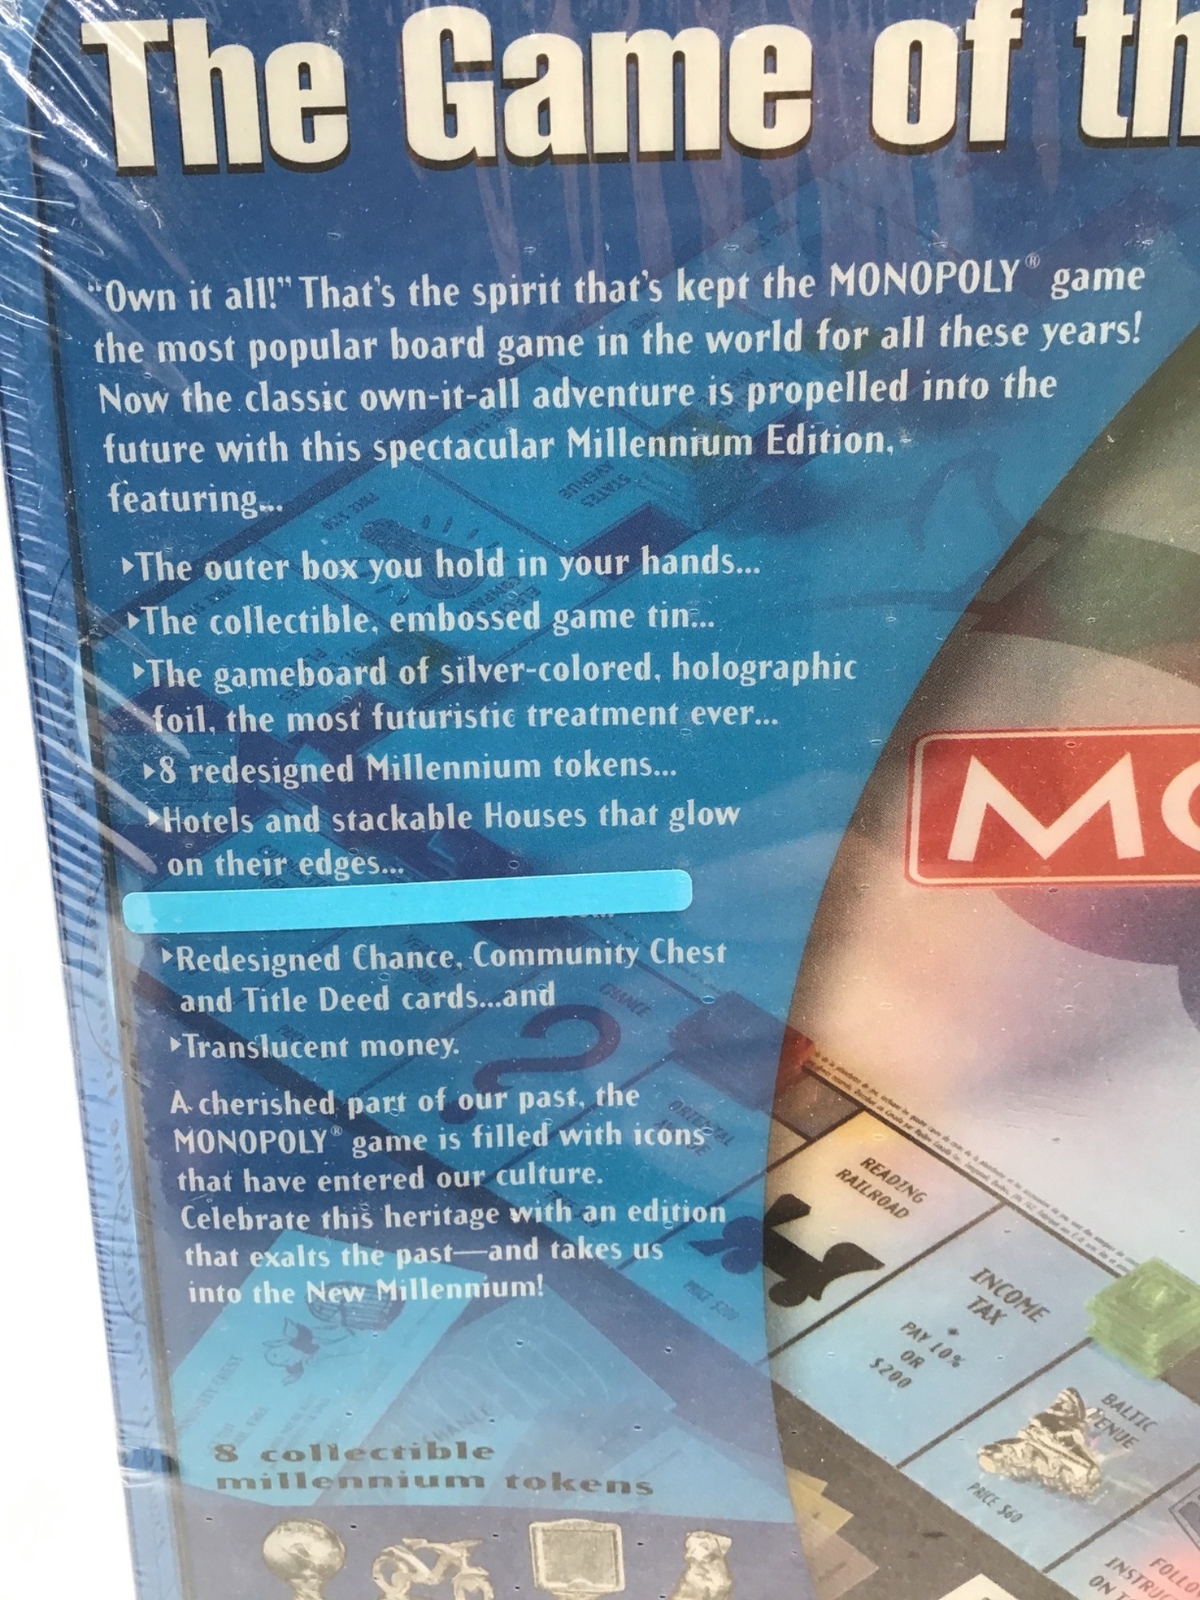 The Game of th
"Own it all!" That's the spirit that's kept the MONOPOLY® game
the most popular board game in the world for all these years!
Now the classic own-it-all adventure is propelled into the
future with this spectacular Millennium Edition,
featuring...
▸The outer box you hold in your hands...
▸The collectible, embossed game tin...
▸The gameboard of silver-colored, holographic
foil, the most futuristic treatment ever...
▸8 redesigned Millennium tokens...
▸Hotels and stackable Houses that glow
on their edges...
▸Redesigned Chance, Community Chest
and Title Deed cards...and
▸Translucent money.
A cherished part of our past, the
MONOPOLY® game is filled with icons
that have entered our culture.
Celebrate this heritage with an edition
that exalts the past—and takes us
into the New Millennium!
8 collectible
millennium tokens
MO
STATES
AVENUE
CHANCE
ORIENTAL
PRICE $200
READING
RAILROAD
INCOME
TAX
PAY 10%
OR
$200
BALTIC
PRICE $60
CHANCE